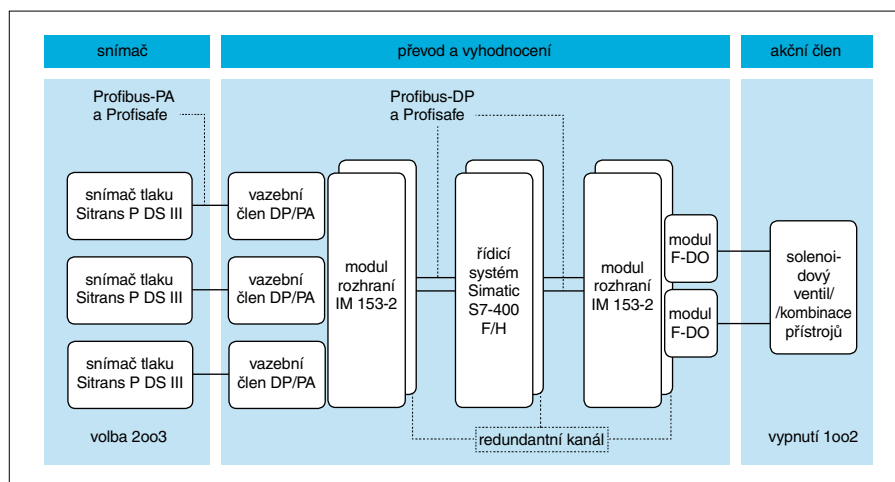 snímač
převod a vyhodnocení
akční člen
Profibus-PA
a Profisafe
Profibus-DP
a Profisafe
snímač tlaku
Sitrans P DS III
vazební
člen DP/PA
snímač tlaku
Sitrans P DS III
vazební
člen DP/PA
snímač tlaku
Sitrans P DS III
vazební
člen DP/PA
modul
rozhraní
IM 153-2
řídicí
systém
Simatic
S7-400
F/H
modul
rozhraní
IM 153-2
modul
F-DO
modul
F-DO
solenoi-
dový
ventil/
/kombinace
přístrojů
volba 2oo3
redundantní kanál
vypnutí 1oo2